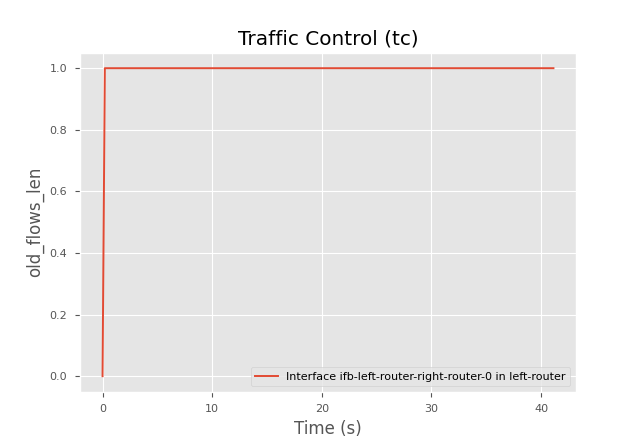 Traffic Control (tc)
old_flows_len
1.0
0.8
0.6
0.4
0.2
0.0
Interface ifb-left-router-right-router-0 in left-router
0 10 20 30 40
Time (s)